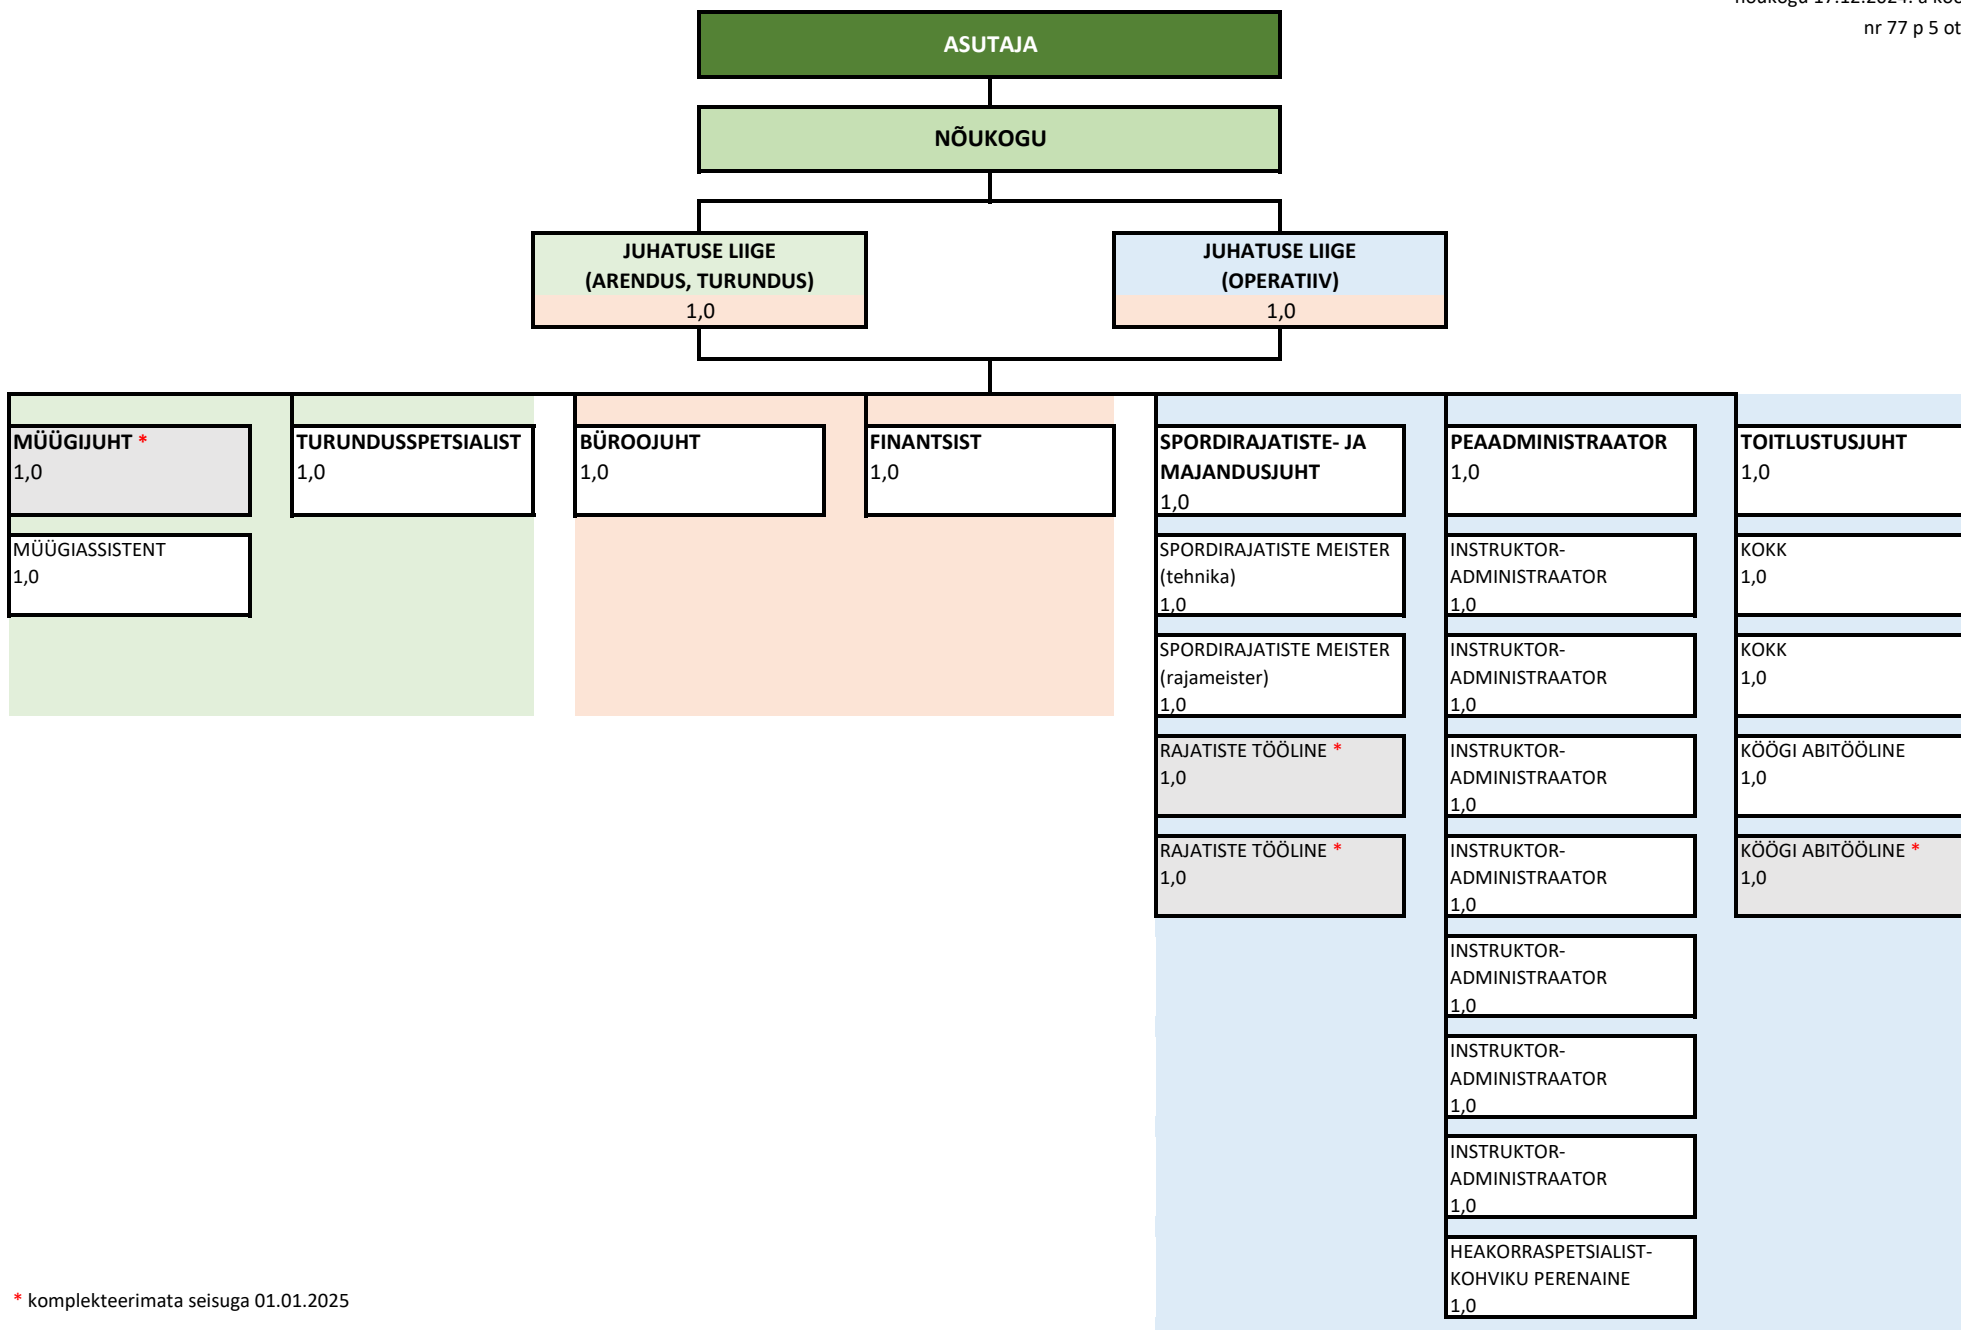 nõukogu 17.12.2024. a
nr 77 p 5
ASUTAJA
NÕUKOGU
JUHATUSE LIIGE
(ARENDUS, TURUNDUS)
1,0
JUHATUSE LIIGE
(OPERATIIV)
1,0
MÜÜGIJUHT *
1,0
MÜÜGIASSISTENT
1,0
TURUNDUSSPETSIALIST
1,0
BÜROOJUHT
1,0
FINANTSIST
1,0
SPORDIRAJATISTE- JA
MAJANDUSJUHT
1,0
SPORDIRAJATISTE MEISTER
(tehnika)
1,0
SPORDIRAJATISTE MEISTER
(rajameister)
1,0
RAJATISTE TÖÖLINE *
1,0
RAJATISTE TÖÖLINE *
1,0
PEAADMINISTRAATOR
1,0
INSTRUKTOR-
ADMINISTRAATOR
1,0
INSTRUKTOR-
ADMINISTRAATOR
1,0
INSTRUKTOR-
ADMINISTRAATOR
1,0
INSTRUKTOR-
ADMINISTRAATOR
1,0
INSTRUKTOR-
ADMINISTRAATOR
1,0
INSTRUKTOR-
ADMINISTRAATOR
1,0
INSTRUKTOR-
ADMINISTRAATOR
1,0
HEAKORRASPETSIALIST-
KOHVIKU PERENAINE
1,0
TOITLUSTUSJUHT
1,0
KOKK
1,0
KOKK
1,0
KÖÖGI ABITÖÖLINE
1,0
KÖÖGI ABITÖÖLINE *
1,0
* komplekteerimata seisuga 01.01.2025